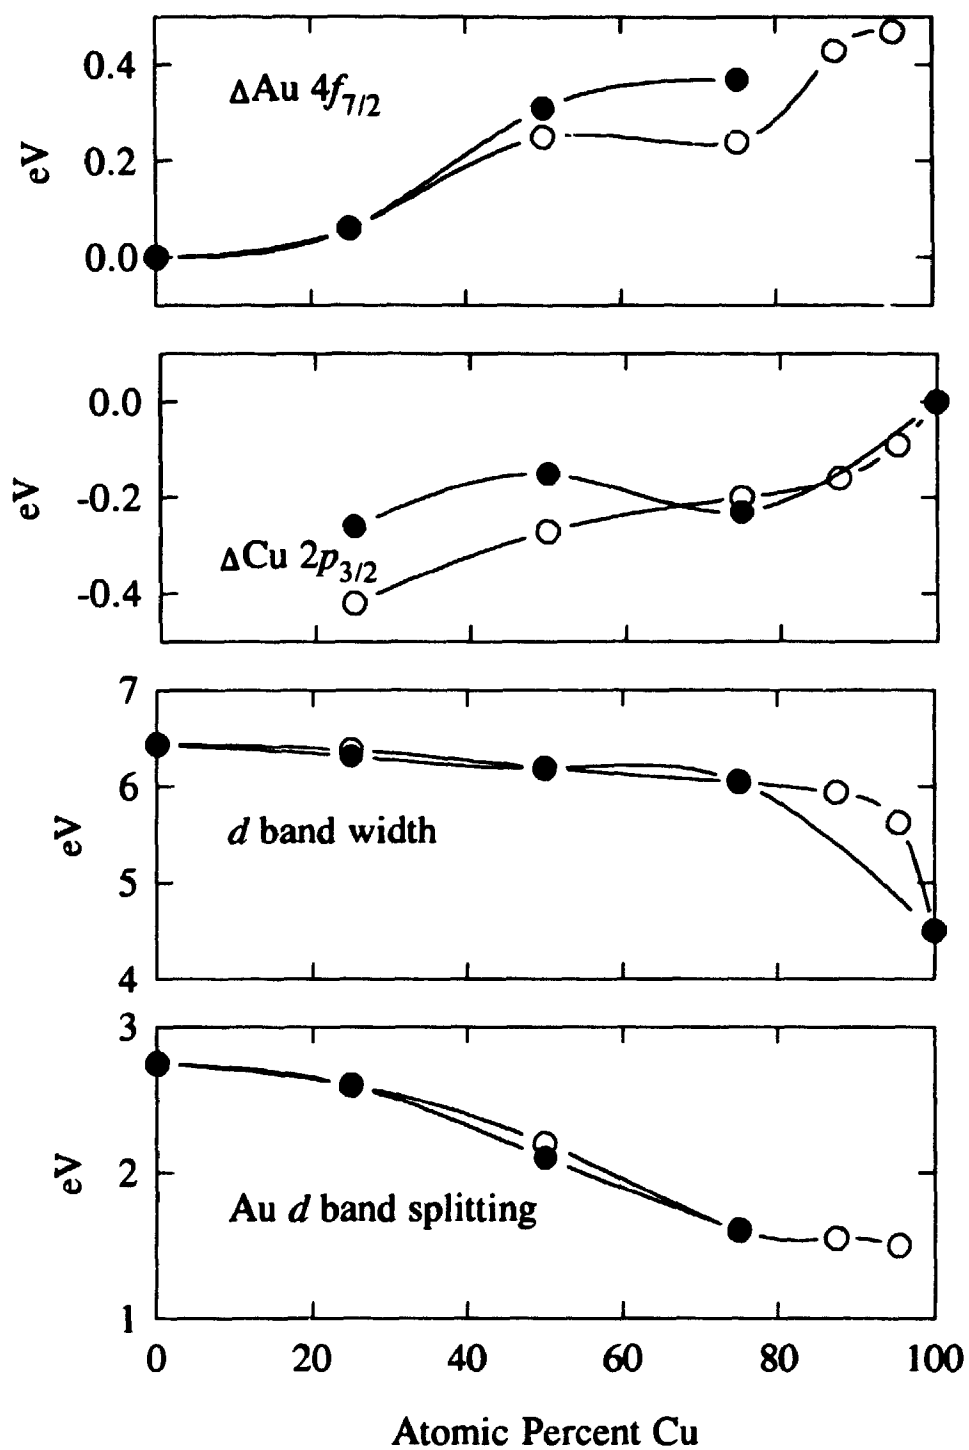 0.4
ΔAu 4f7/2
eV
0.2
0.0
0.0
eV
-0.2
ΔCu 2p3/2
-0.4
7
6
eV
d band width
5
4
3
eV
2
Au d band splitting
1
0 20 40 60 80 100
Atomic Percent Cu